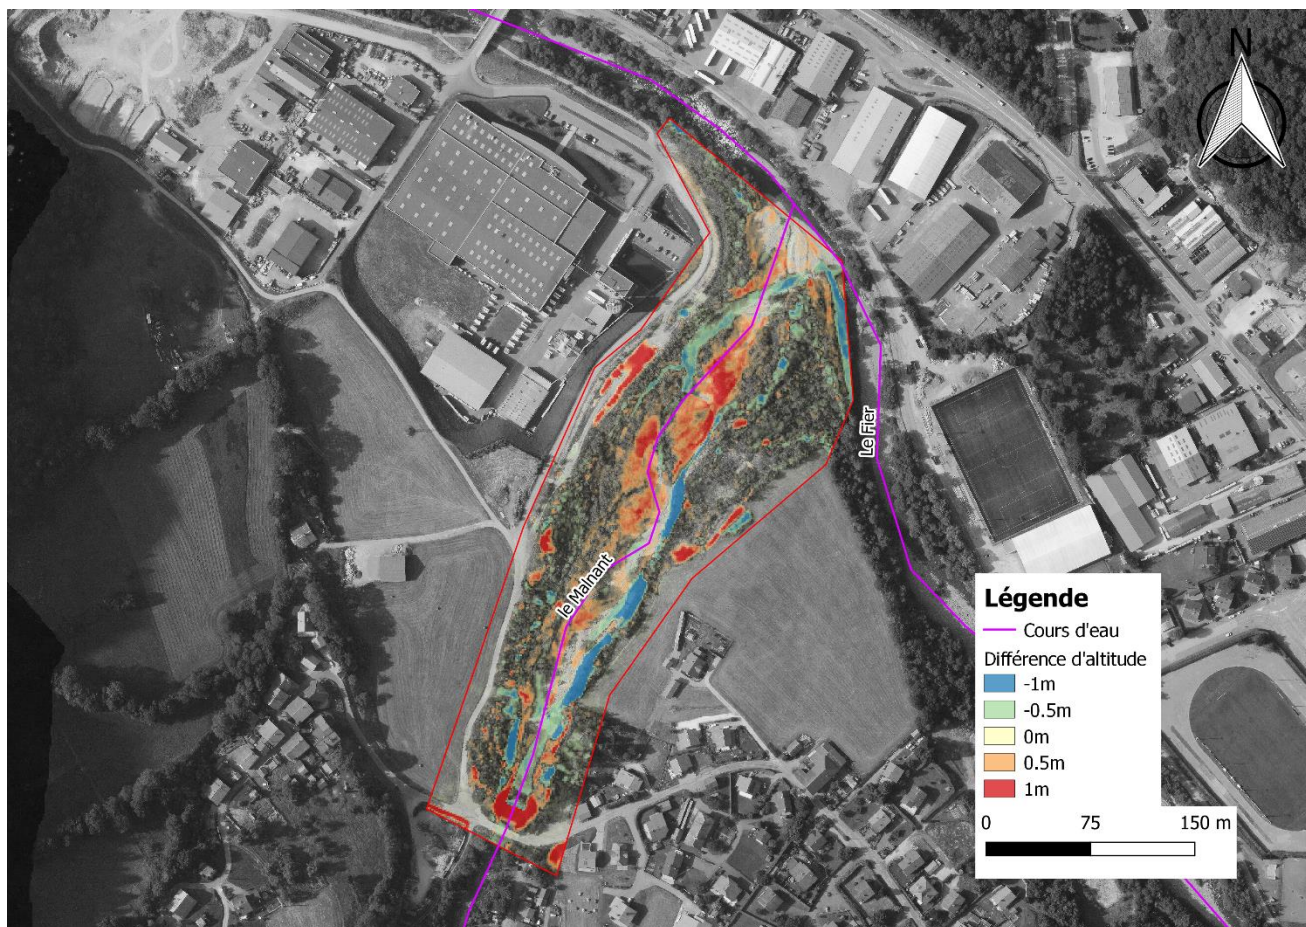 N
Le Fier
le Malnant
Légende
Cours d'eau
Différence d'altitude
-1m
-0.5m
0m
0.5m
1m
0 75 150 m